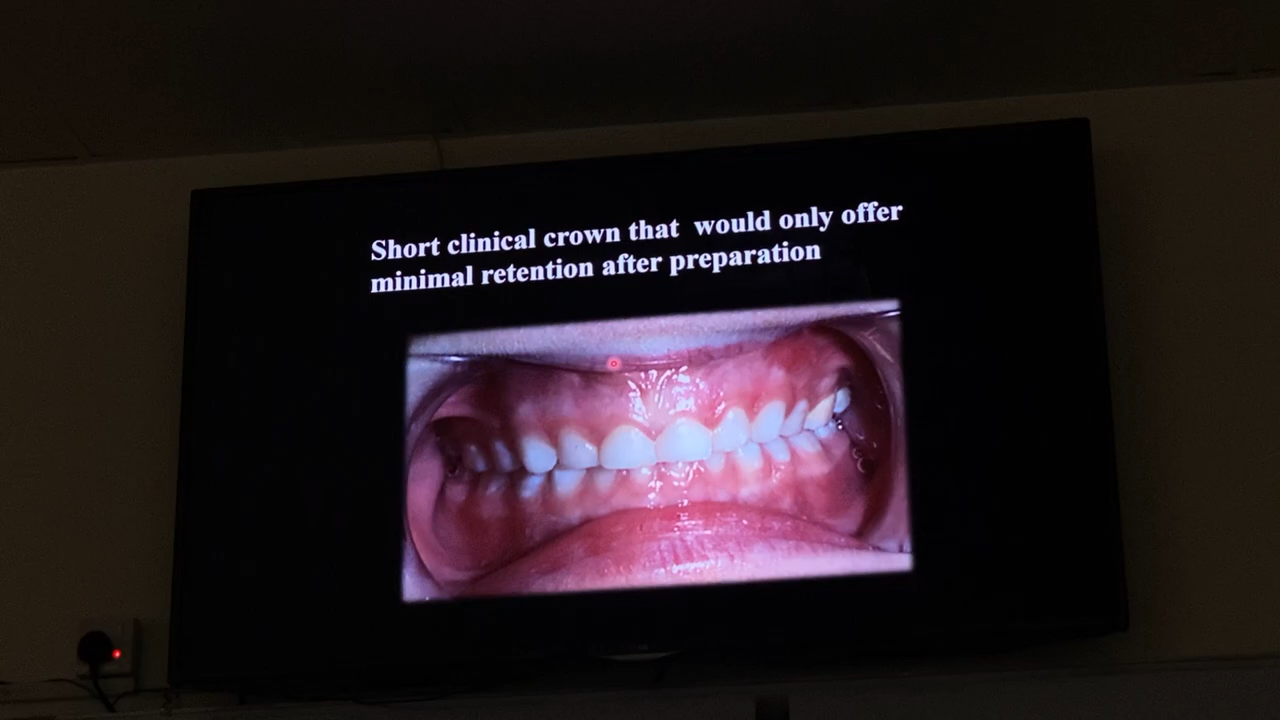 Short clinical crown that would only offer
minimal retention after preparation